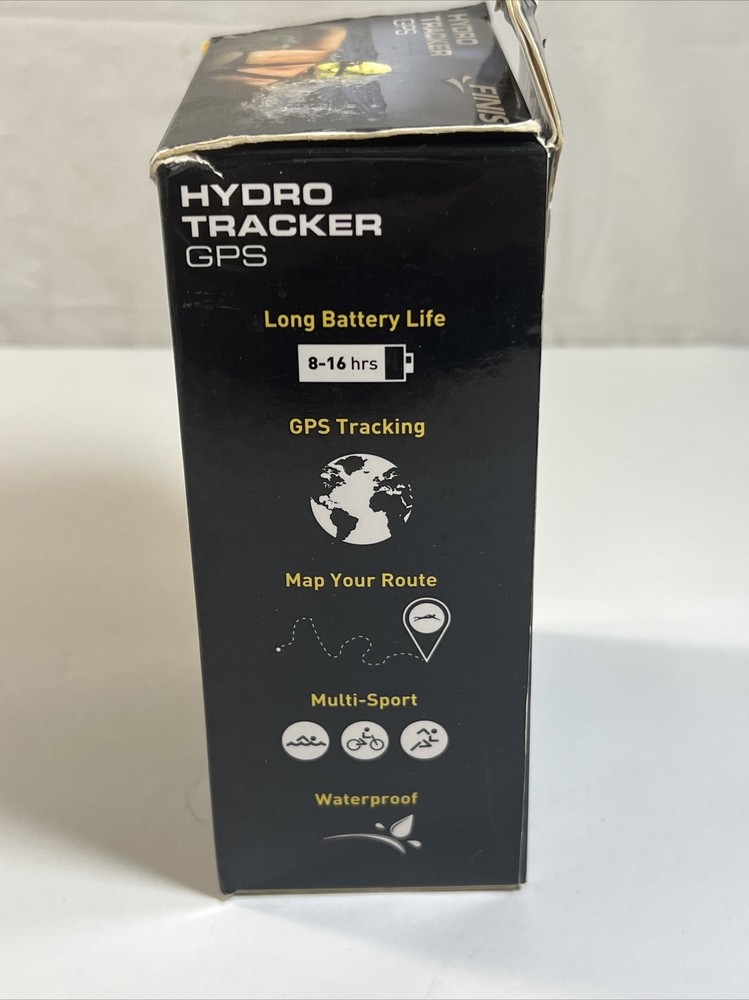 HYDRO
TRACKER
GPS
FINIS
HYDRO
TRACKER
GPS
Long Battery Life
8-16 hrs
GPS Tracking
Map Your Route
Multi-Sport
Waterproof